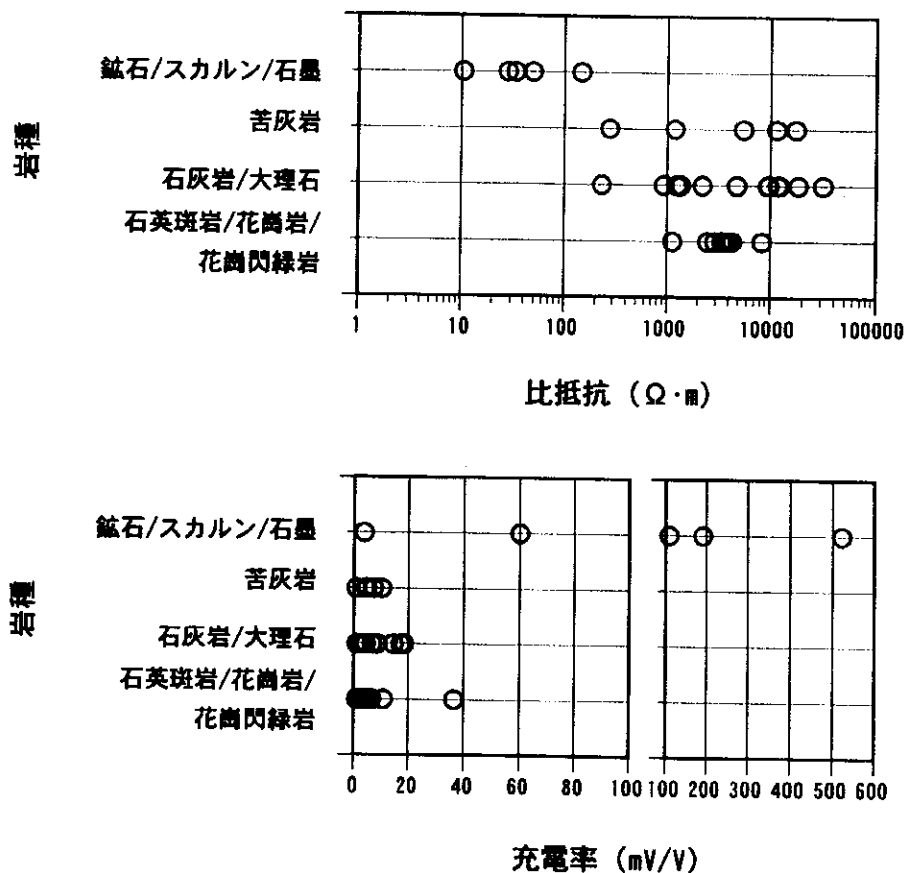 鉱石/スカルン/石墨
苦灰岩
石灰岩/大理石
石英斑岩/花崗岩/
花崗閃緑岩
岩種
1 10 100 1000 10000 100000
比抵抗 (Ω·m)
鉱石/スカルン/石墨
苦灰岩
石灰岩/大理石
石英斑岩/花崗岩/
花崗閃緑岩
岩種
0 20 40 60 80 100 100 200 300 400 500 600
充電率 (mV/V)